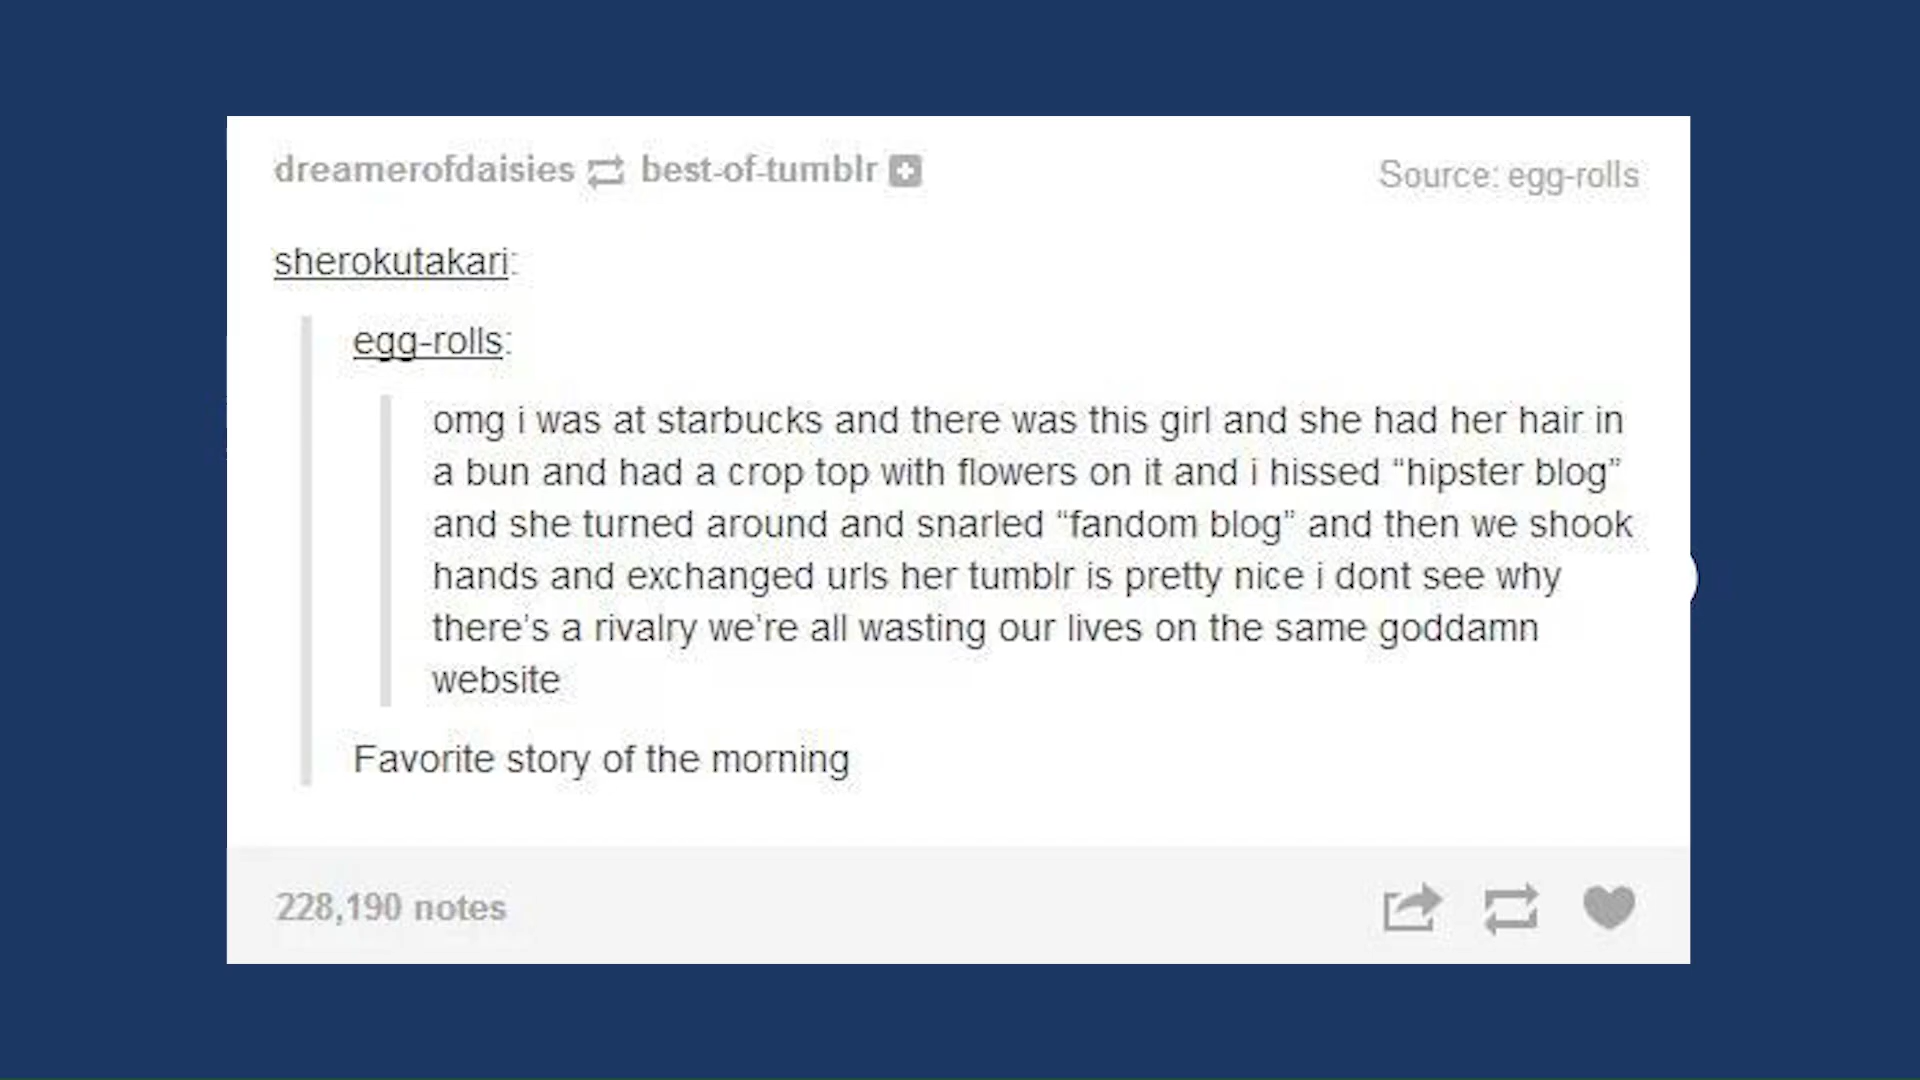 dreamerofdaisies best-of-tumblr
Source: egg-rolls
sherokutakari:
egg-rolls:
omg i was at starbucks and there was this girl and she had her hair in
a bun and had a crop top with flowers on it and i hissed “hipster blog”
and she turned around and snarled “fandom blog” and then we shook
hands and exchanged urls her tumblr is pretty nice i dont see why
there’s a rivalry we’re all wasting our lives on the same goddamn
website
Favorite story of the morning
228,190 notes